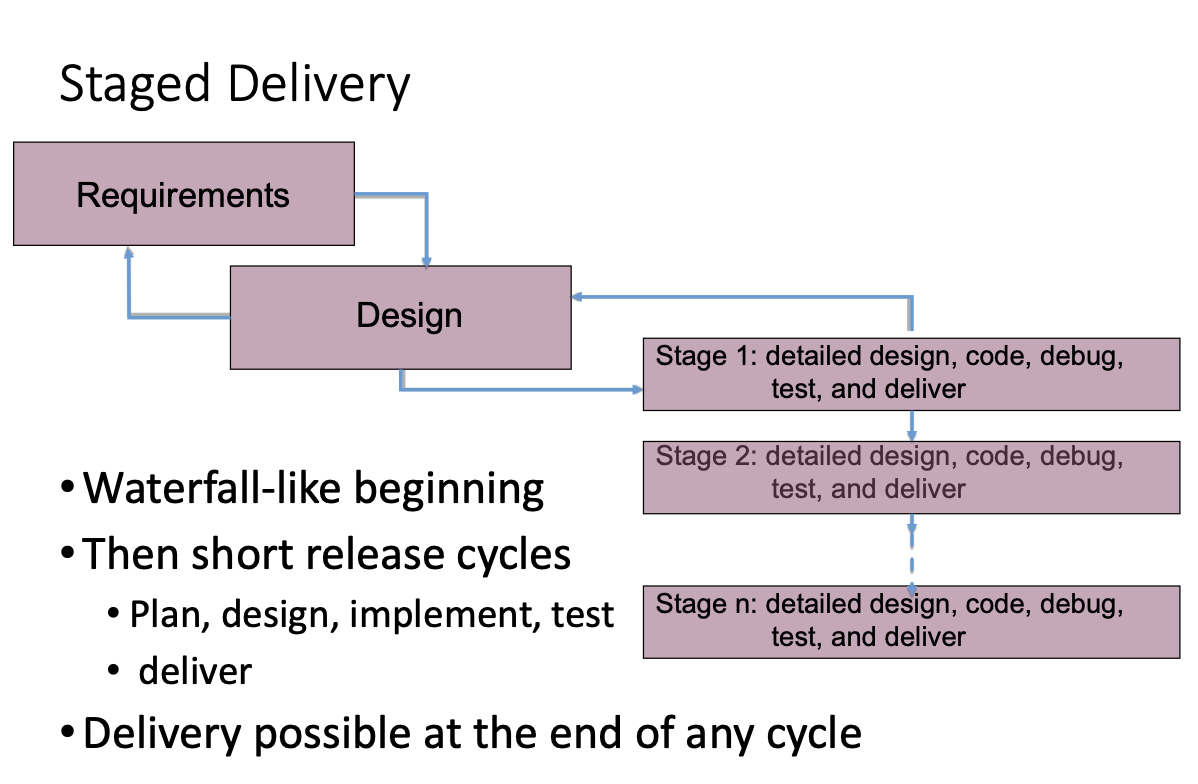 Staged Delivery
Requirements
Design
Stage 1: detailed design, code, debug,
test, and deliver
Stage 2: detailed design, code, debug,
test, and deliver
Stage n: detailed design, code, debug,
test, and deliver
• Waterfall-like beginning
• Then short release cycles
• Plan, design, implement, test
• deliver
• Delivery possible at the end of any cycle